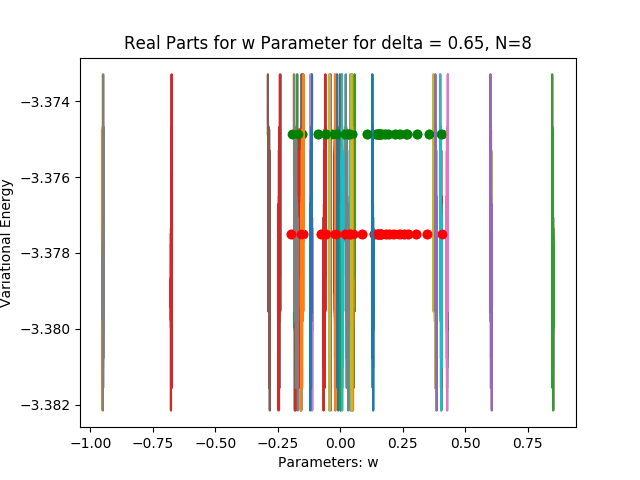 Real Parts for w Parameter for delta = 0.65, N=8
Variational Energy
−3.374
−3.376
−3.378
−3.380
−3.382
−1.00 −0.75 −0.50 −0.25 0.00 0.25 0.50 0.75
Parameters: w